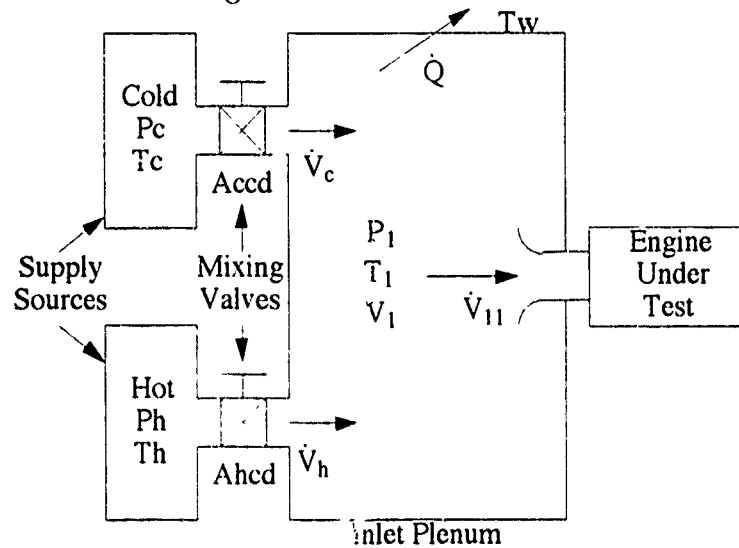 Tw
Q̇
Cold
Pc
Tc
V̇c
Accd
Supply
Sources
Mixing
Valves
P1
T1
V1
V̇11
Engine
Under
Test
Hot
Ph
Th
V̇h
Ahcd
Inlet Plenum